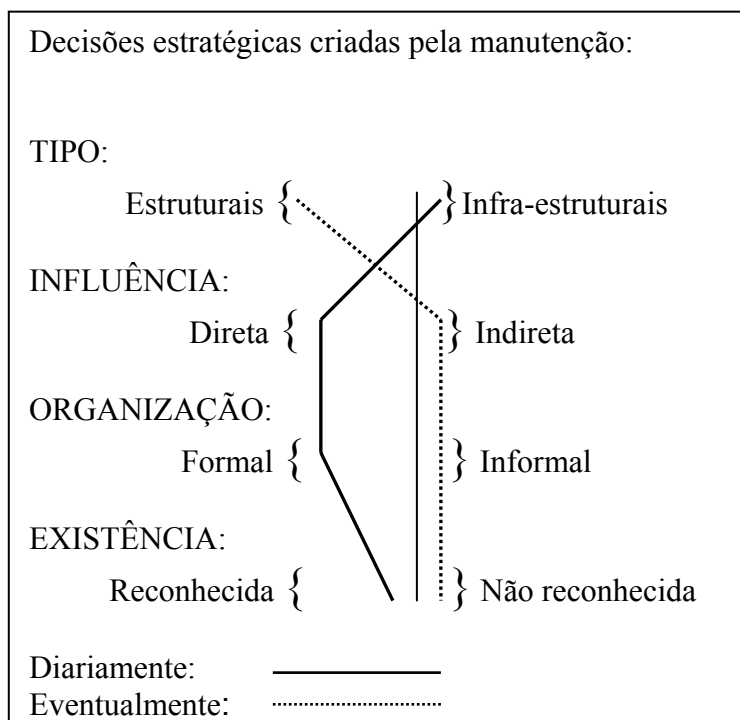 Decisões estratégicas criadas pela manutenção:
TIPO:
Estruturais { } Infra-estruturais
INFLUÊNCIA:
Direta { } Indireta
ORGANIZAÇÃO:
Formal { } Informal
EXISTÊNCIA:
Reconhecida { } Não reconhecida
Diariamente:
Eventualmente: